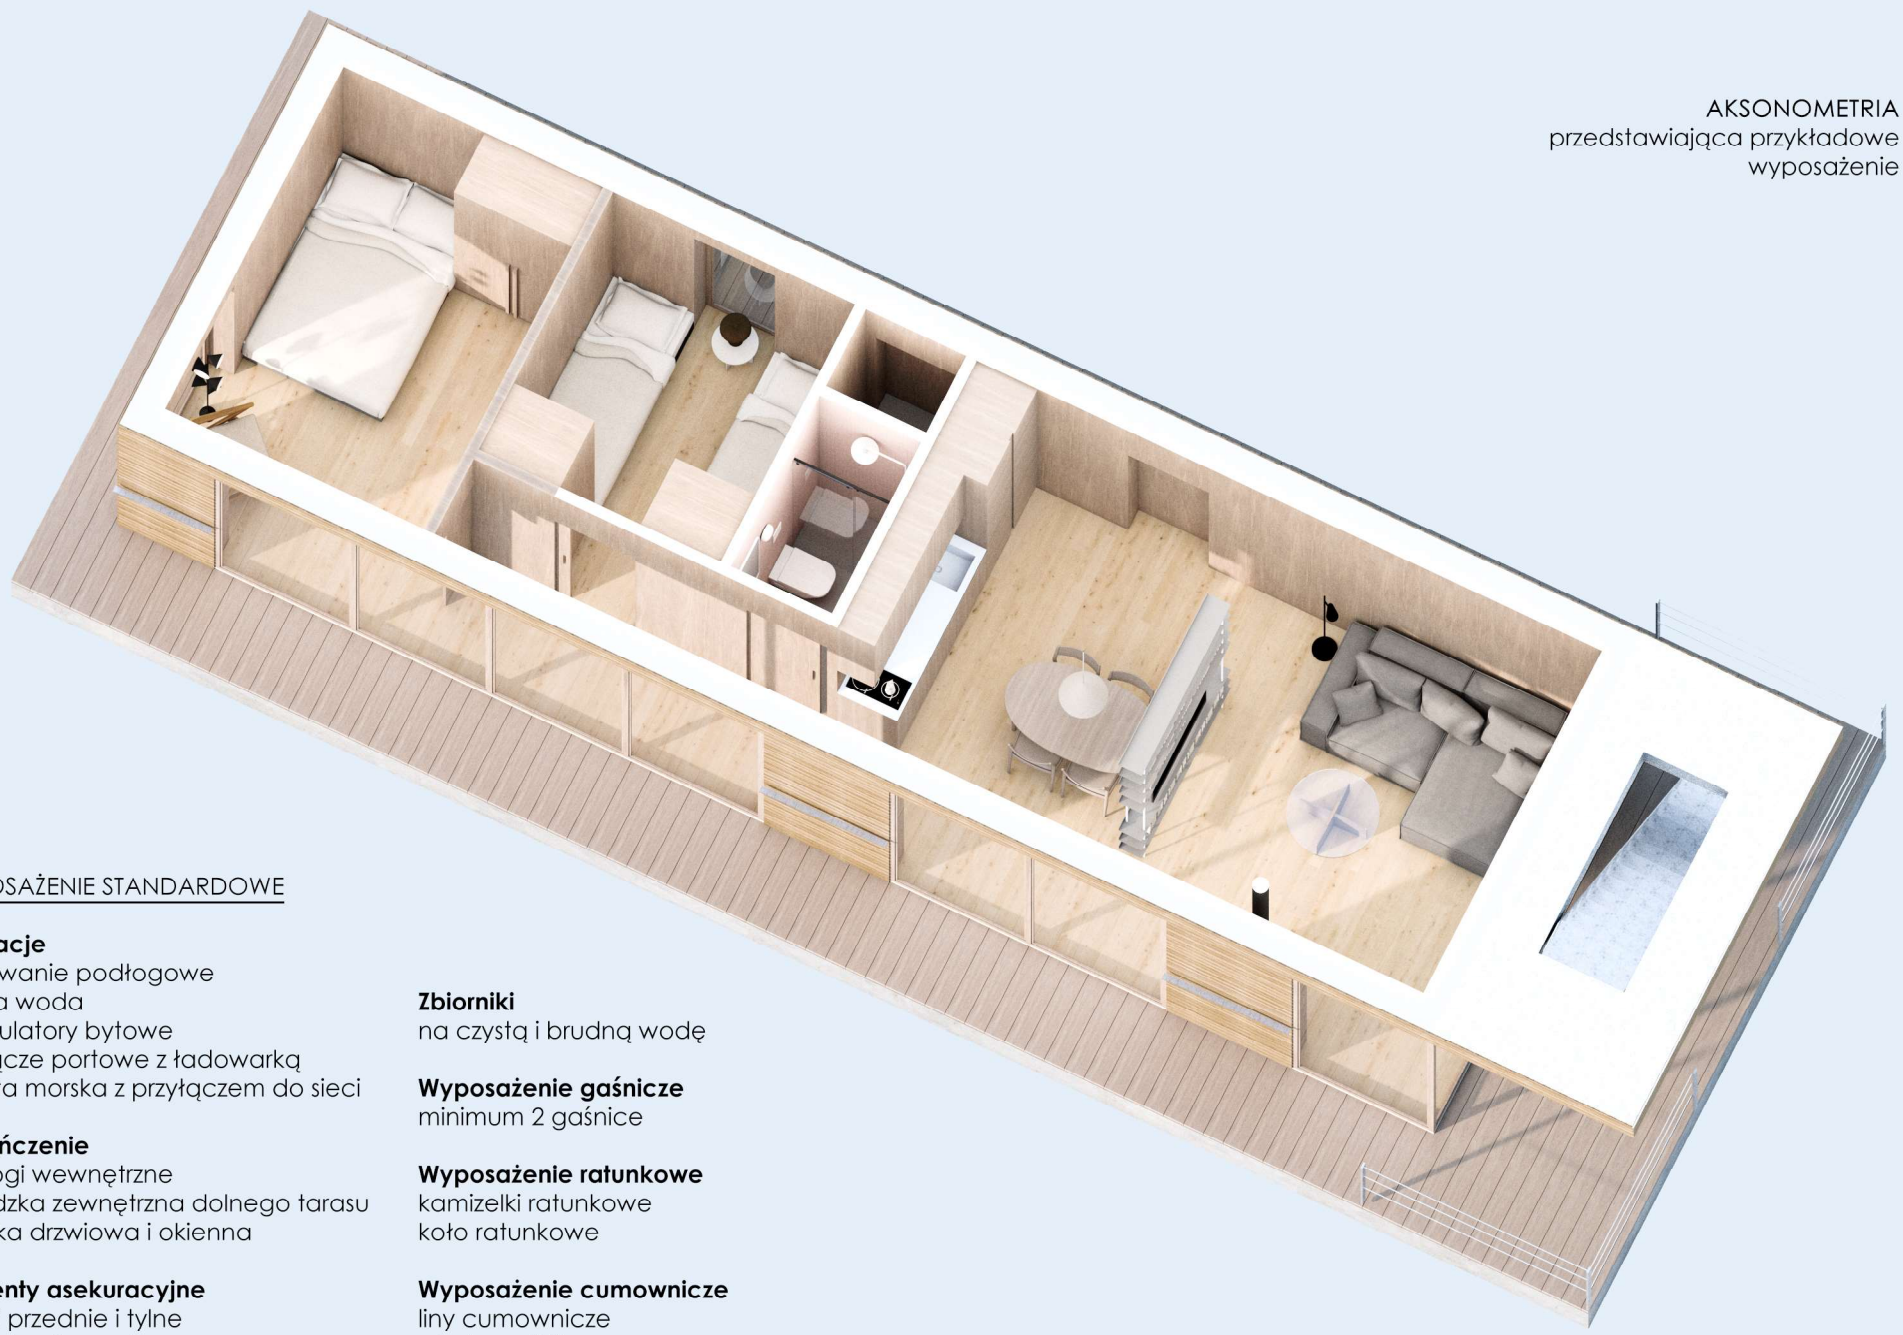 AKSONOMETRIA
przedstawiająca przykładowe
wyposażenie
OSAŻENIE STANDARDOWE
acje
wanie podłogowe
a woda
ulatory bytowe
ącze portowe z ładowarką
a morska z przyłączem do sieci
ńczenie
ogi wewnętrzne
dzka zewnętrzna dolnego tarasu
ka drzwiowa i okienna
enty asekuracyjne
przednie i tylne
Zbiorniki
na czystą i brudną wodę
Wyposażenie gaśnicze
minimum 2 gaśnice
Wyposażenie ratunkowe
kamizelki ratunkowe
koło ratunkowe
Wyposażenie cumownicze
liny cumownicze